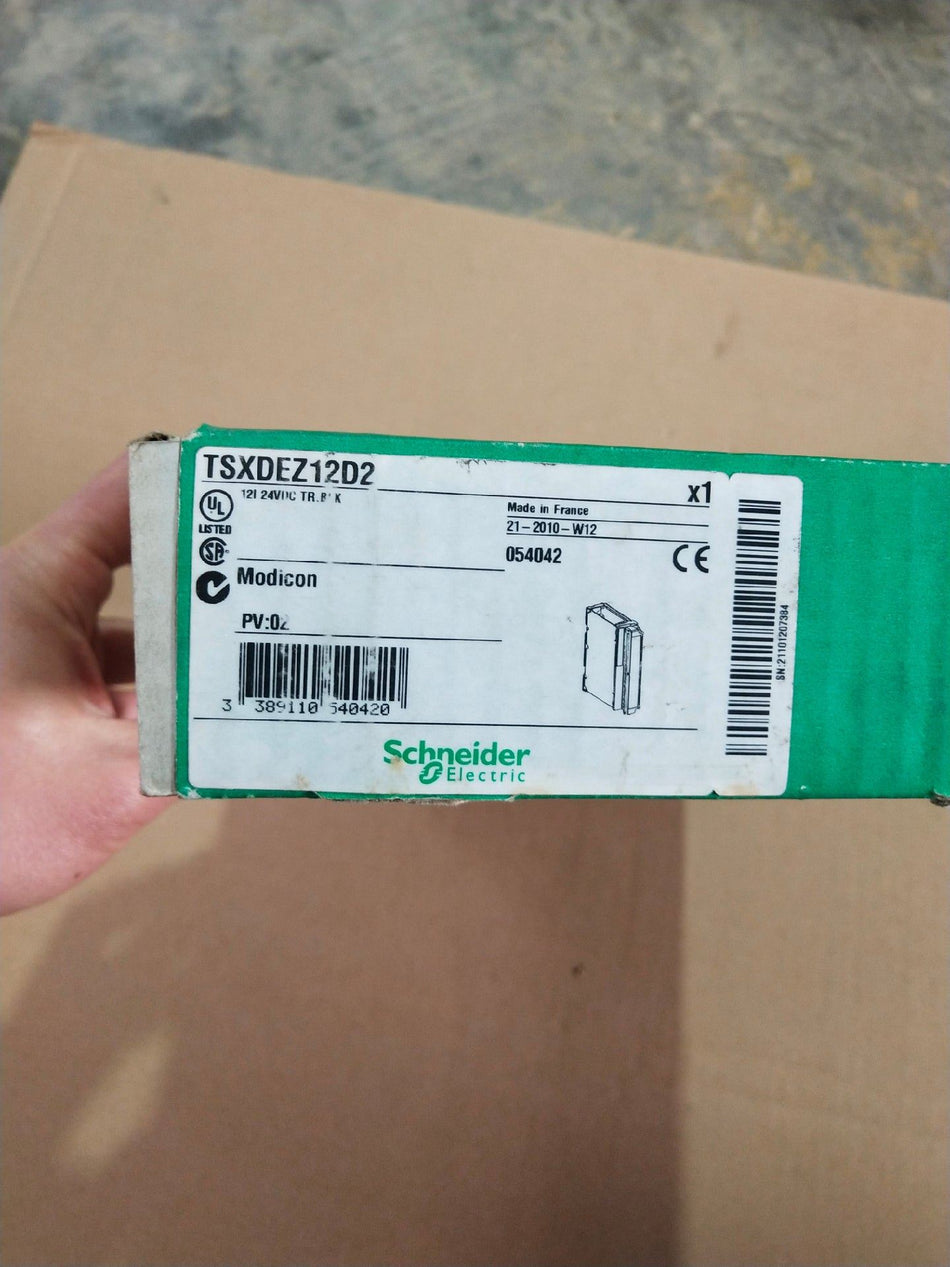 TSXDEZ12D2
12I 24VDC TR.B
x1
UL
LISTED
Made in France
21-2010-W12
054042
CE
Modicon
PV:02
3 389110 540420
SN:21101207384
Schneider
Electric